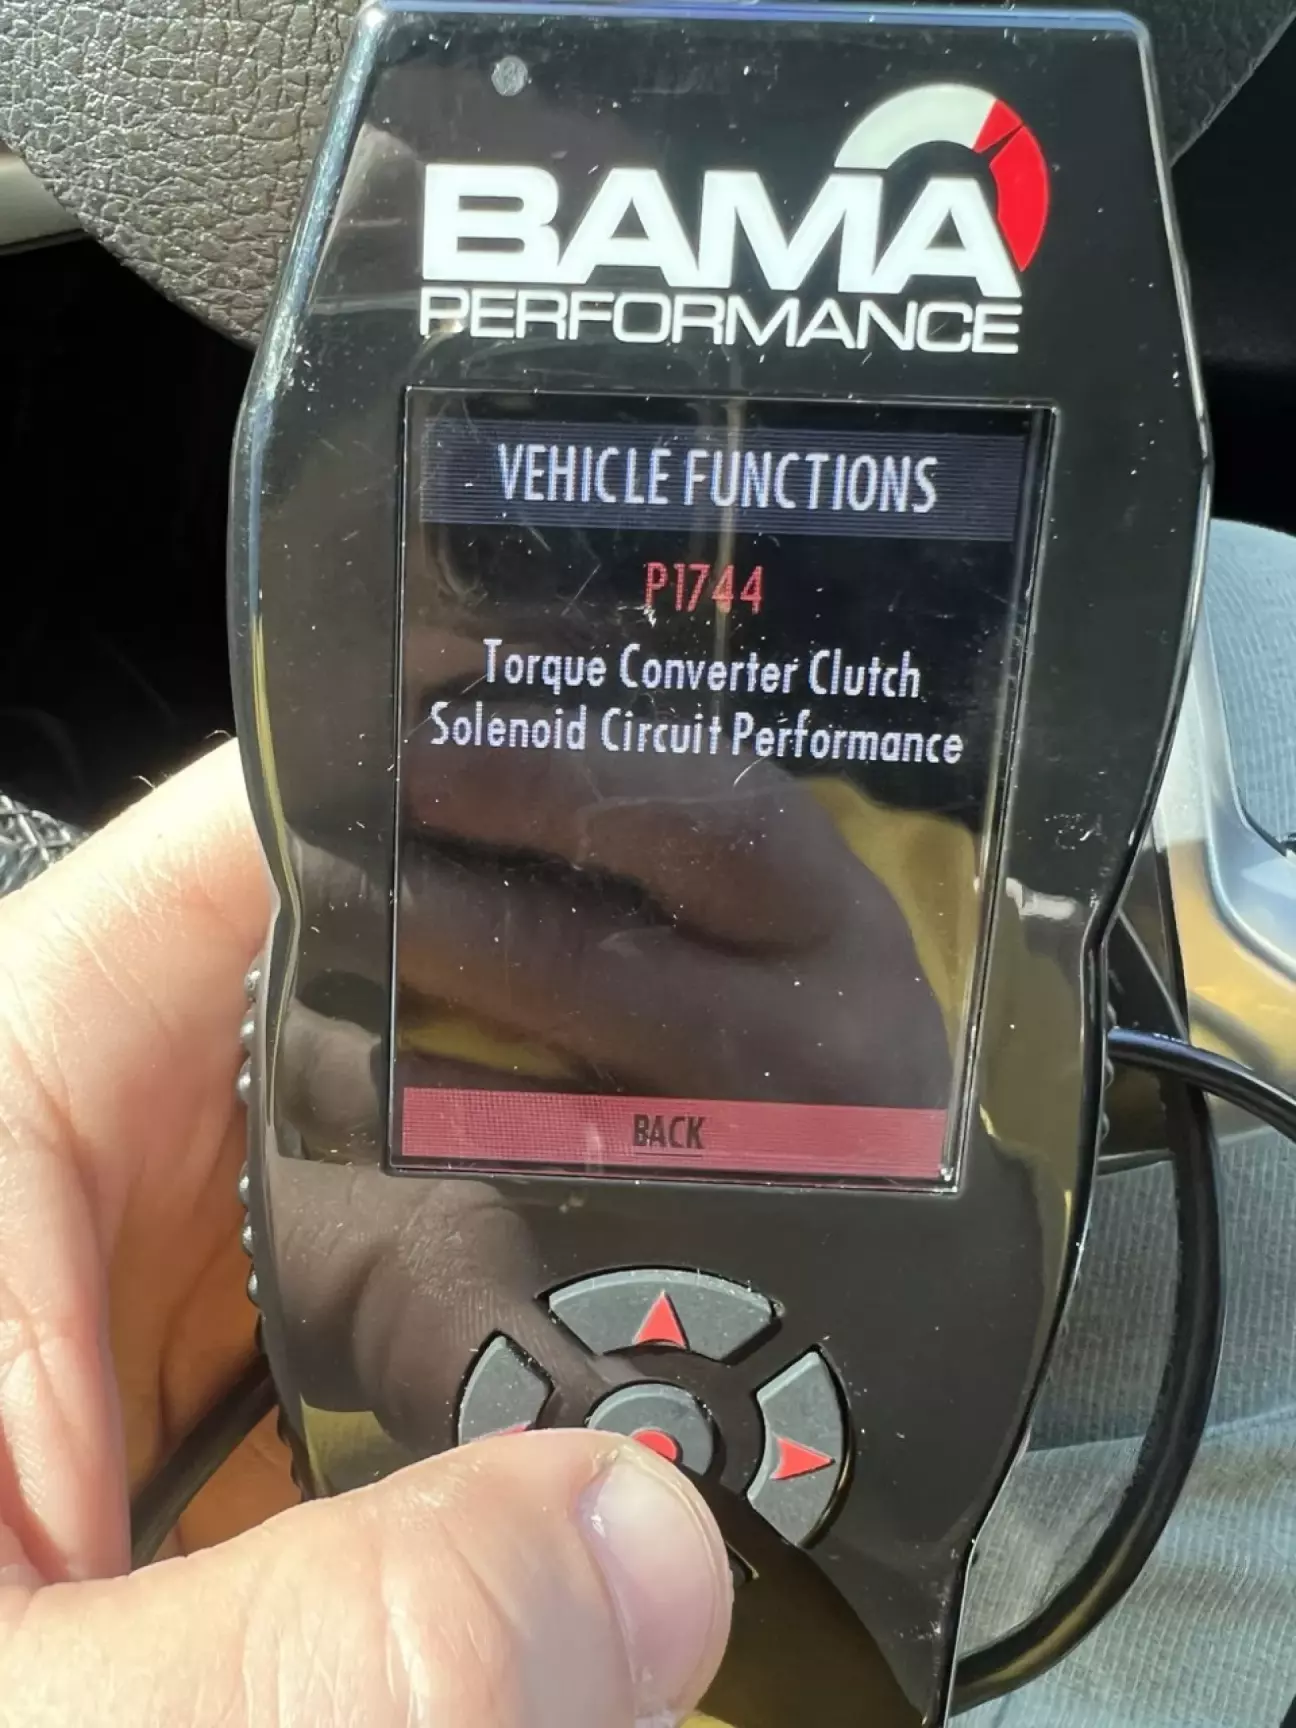 BAMA
PERFORMANCE
VEHICLE FUNCTIONS
P1744
Torque Converter Clutch
Solenoid Circuit Performance
BACK